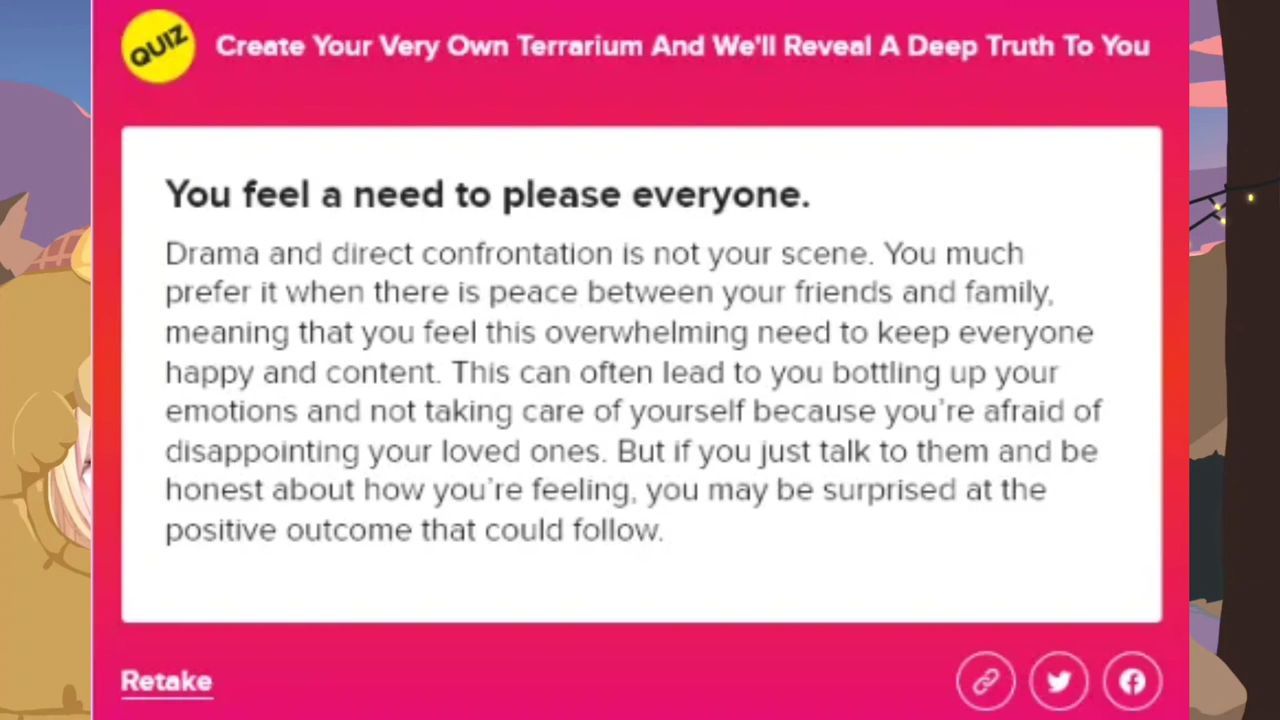 QUIZ
Create Your Very Own Terrarium And We'll Reveal A Deep Truth To You
You feel a need to please everyone.
Drama and direct confrontation is not your scene. You much
prefer it when there is peace between your friends and family,
meaning that you feel this overwhelming need to keep everyone
happy and content. This can often lead to you bottling up your
emotions and not taking care of yourself because you're afraid of
disappointing your loved ones. But if you just talk to them and be
honest about how you're feeling, you may be surprised at the
positive outcome that could follow.
Retake